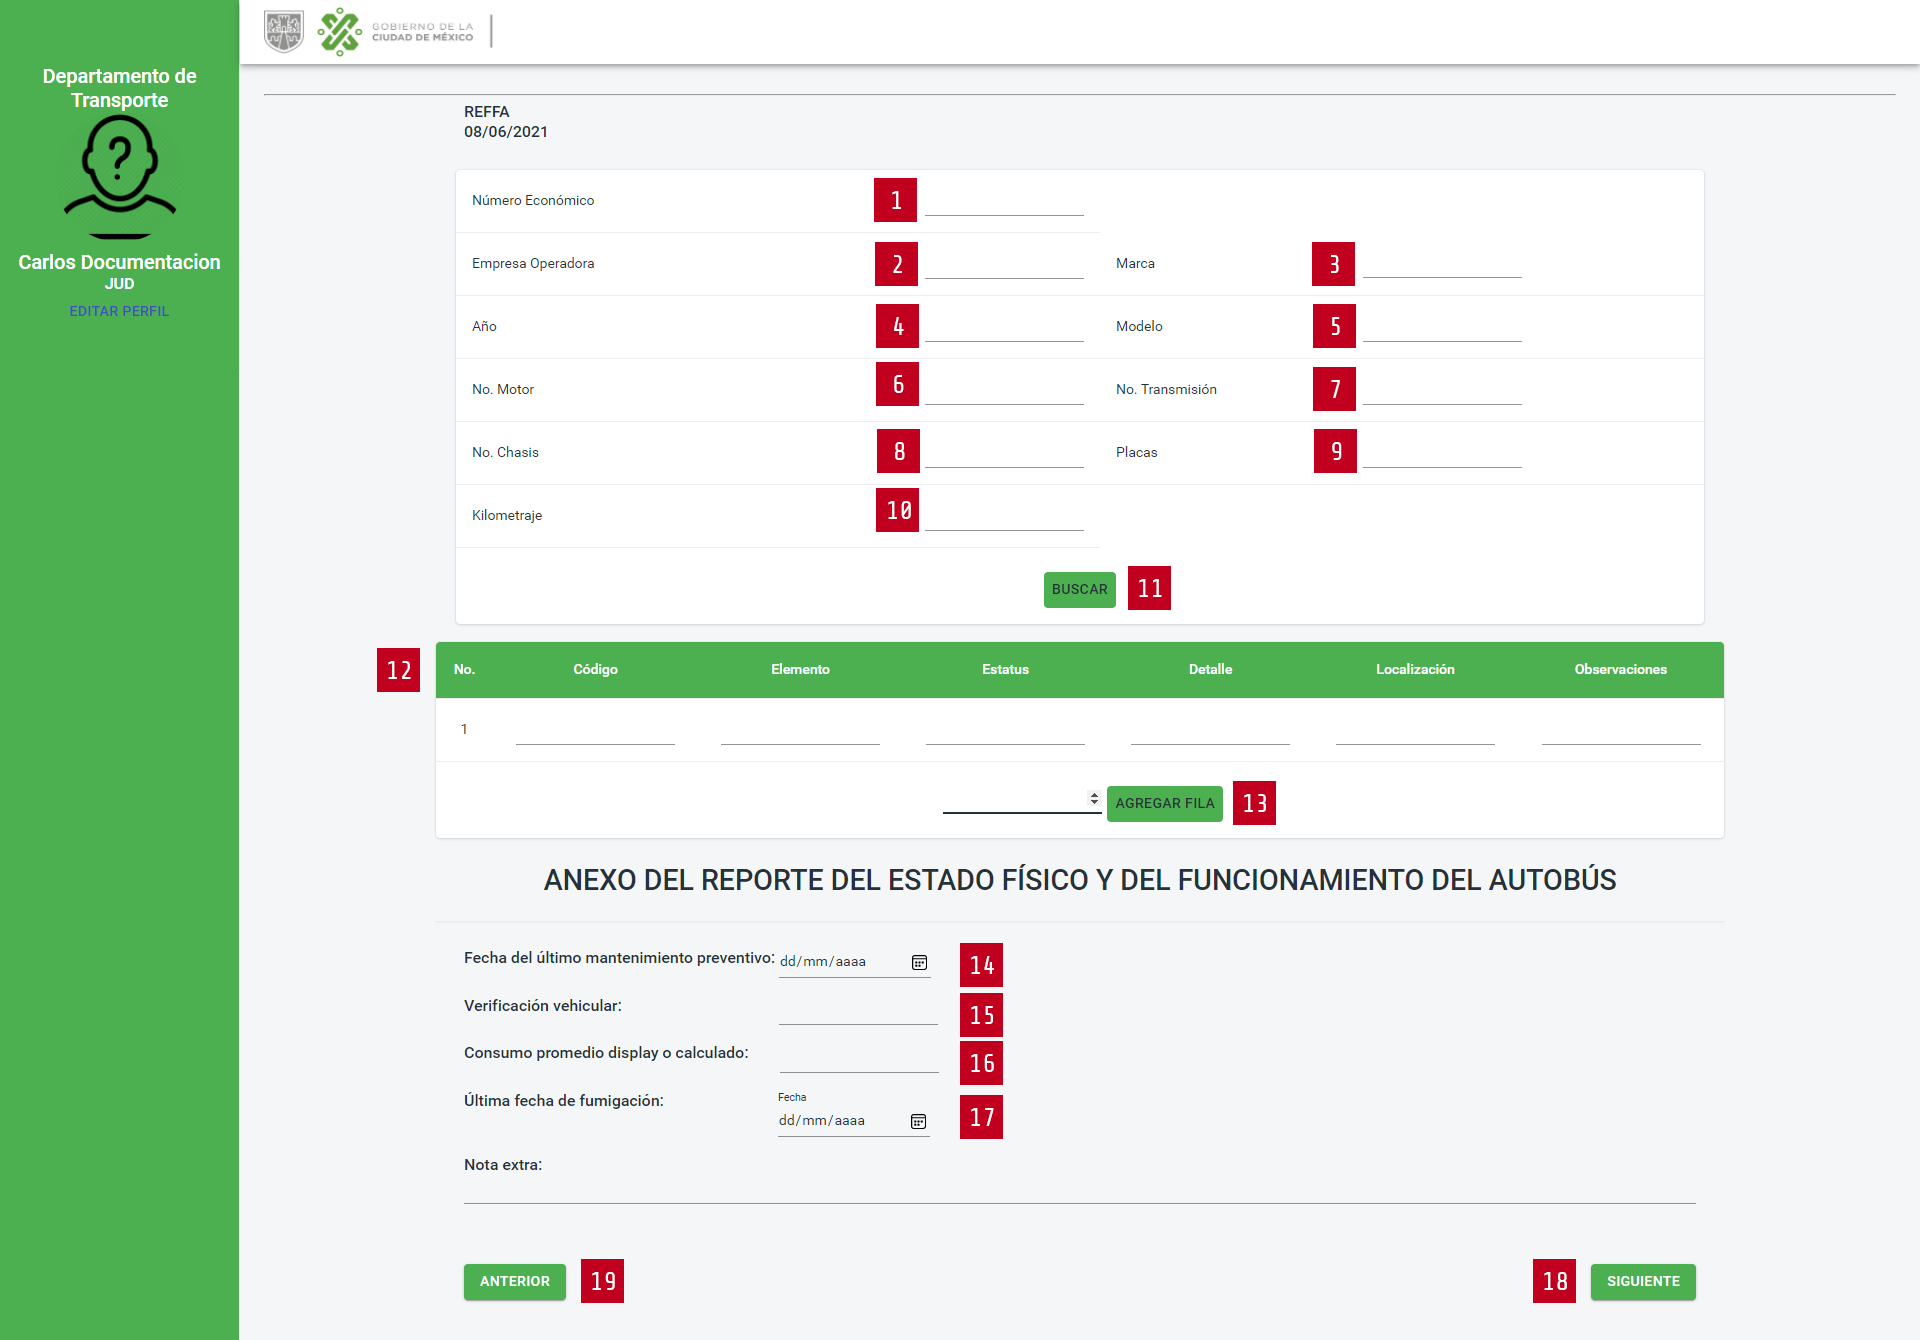 GOBIERNO DE LA
CIUDAD DE MÉXICO
Departamento de
Transporte
?
Carlos Documentacion
JUD
EDITAR PERFIL
REFFA
08/06/2021
Número Económico 1
Empresa Operadora 2 Marca 3
Año 4 Modelo 5
No. Motor 6 No. Transmisión 7
No. Chasis 8 Placas 9
Kilometraje 10
BUSCAR 11
12 No. Código Elemento Estatus Detalle Localización Observaciones
1
AGREGAR FILA 13
ANEXO DEL REPORTE DEL ESTADO FÍSICO Y DEL FUNCIONAMIENTO DEL AUTOBÚS
Fecha del último mantenimiento preventivo: dd/mm/aaaa 14
Verificación vehicular: 15
Consumo promedio display o calculado: 16
Última fecha de fumigación: Fecha
dd/mm/aaaa 17
Nota extra:
ANTERIOR 19 18 SIGUIENTE